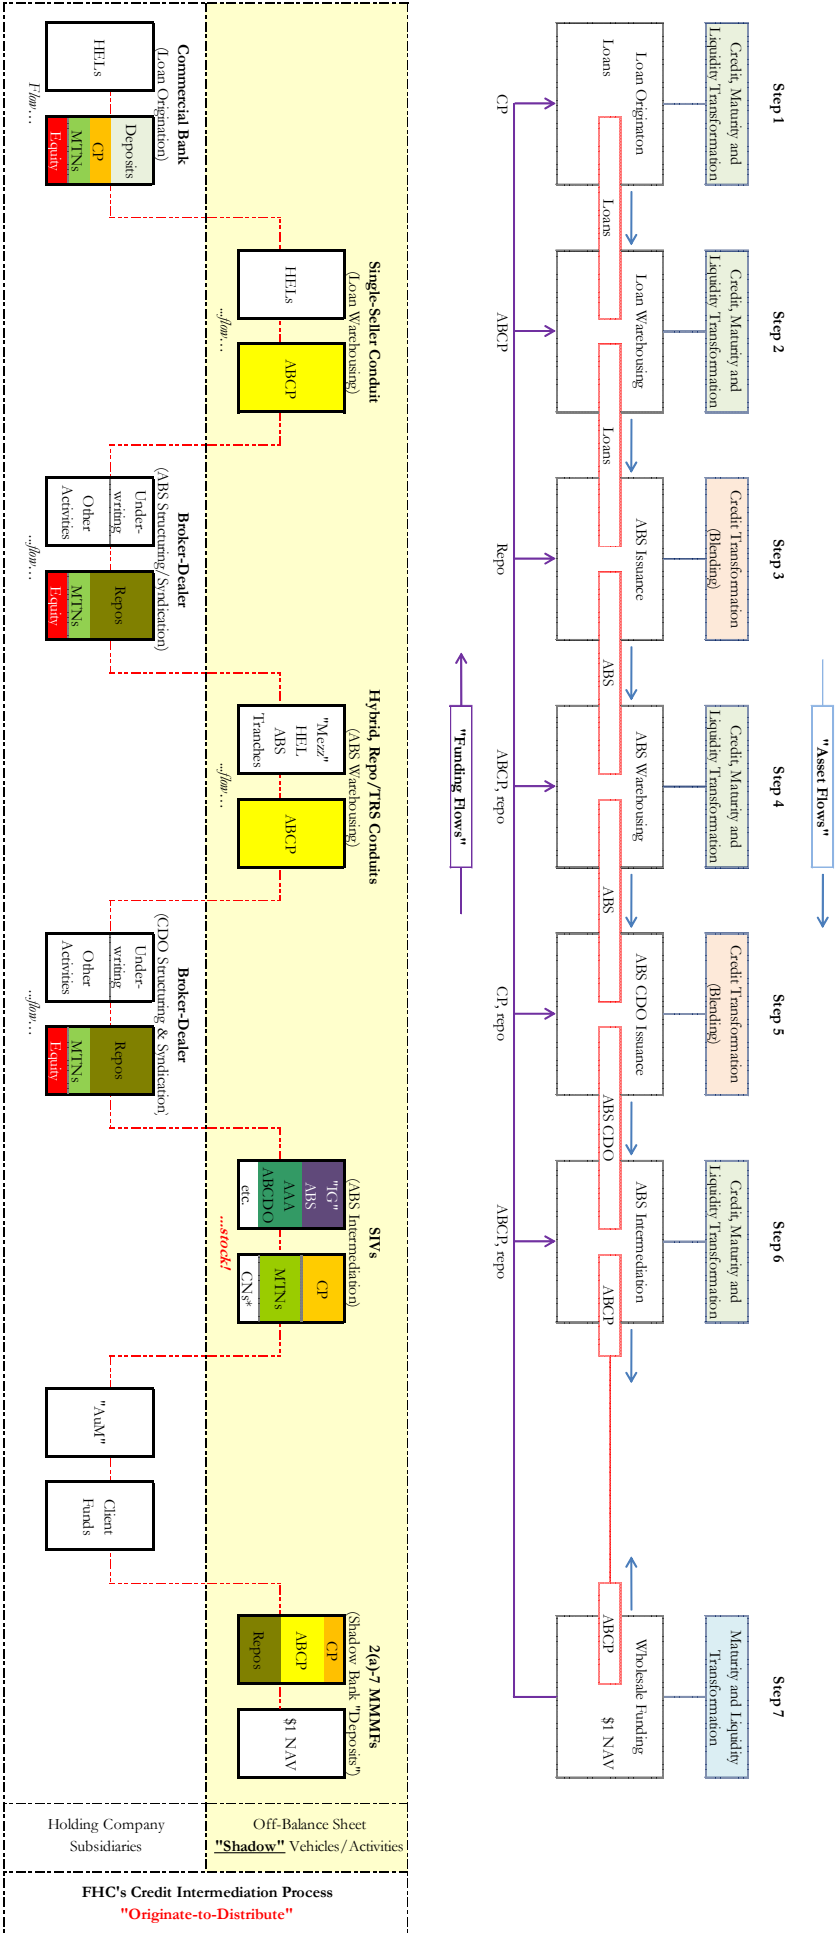 Step 1
Step 2
Step 3
Step 4
Step 5
Step 6
Step 7
"Asset Flows"
Credit, Maturity and
Liquidity Transformation
Credit, Maturity and
Liquidity Transformation
Credit Transformation
(Blending)
Credit, Maturity and
Liquidity Transformation
Credit Transformation
(Blending)
Credit, Maturity and
Liquidity Transformation
Maturity and Liquidity
Transformation
Loan Originaton
Loans
Loans
Loan Warehousing
Loans
ABS Issuance
ABS
ABS Warehousing
ABS
ABS CDO Issuance
ABS CDO
ABS Intermediation
ABCP
ABCP
Wholesale Funding
$1 NAV
CP
ABCP
Repo
ABCP, repo
CP, repo
ABCP, repo
"Funding Flows"
Single-Seller Conduit
(Loan Warehousing)
HELs
ABCP
...flow…
Hybrid, Repo/TRS Conduits
(ABS Warehousing)
"Mezz"
HEL
ABS
Tranches
ABCP
...flow…
SIVs
(ABS Intermediation)
"IG"
ABS
AAA
ABCDO
etc.
CP
MTNs
CNs*
...stock!
2(a)-7 MMMFs
(Shadow Bank "Deposits")
CP
ABCP
Repos
$1 NAV
Off-Balance Sheet
"Shadow" Vehicles/Activities
Commercial Bank
(Loan Origination)
HELs
Deposits
CP
MTNs
Equity
Flow…
Broker-Dealer
(ABS Structuring/Syndication)
Under-
writing
Other
Activities
Repos
MTNs
Equity
...flow…
Broker-Dealer
(CDO Structuring & Syndication)
Under-
writing
Other
Activities
Repos
MTNs
Equity
...flow…
"AuM"
Client
Funds
Holding Company
Subsidiaries
FHC's Credit Intermediation Process
"Originate-to-Distribute"